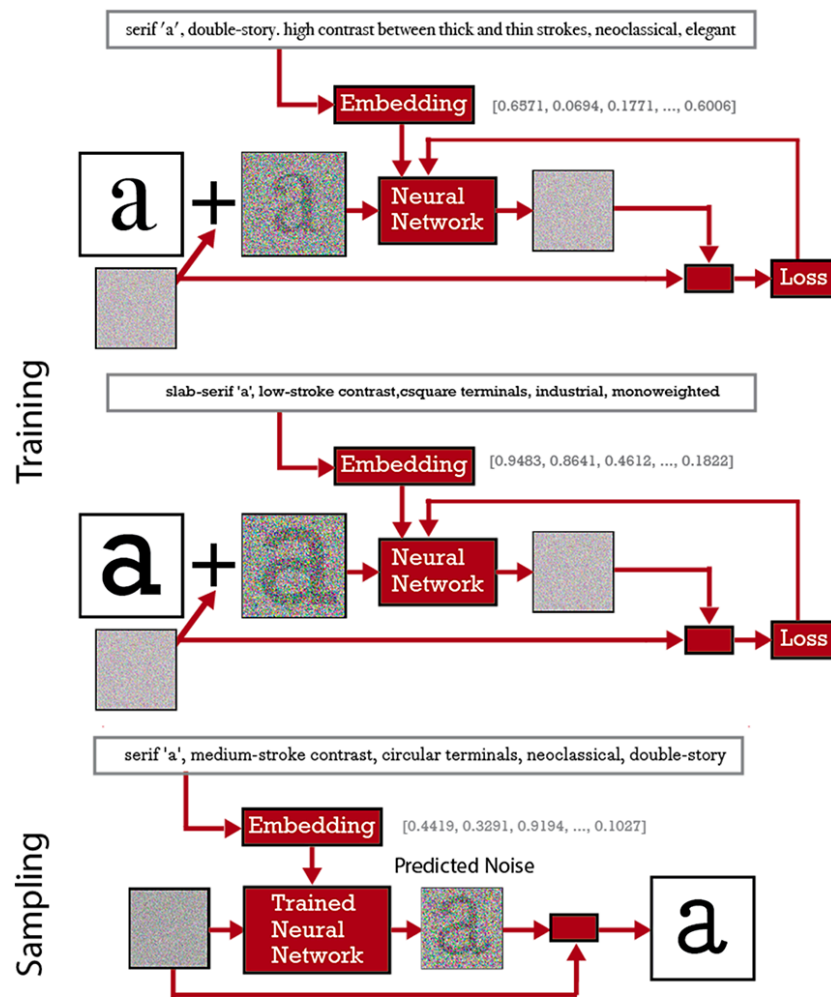 serif 'a', double-story. high contrast between thick and thin strokes, neoclassical, elegant
Embedding
[0.6571, 0.0694, 0.1771, ..., 0.6006]
a
+
a
Neural
Network
Loss
Training
slab-serif 'a', low-stroke contrast,csquare terminals, industrial, monoweighted
Embedding
[0.9483, 0.8641, 0.4612, ..., 0.1822]
a
+
a
Neural
Network
Loss
serif 'a', medium-stroke contrast, circular terminals, neoclassical, double-story
Embedding
[0.4419, 0.3291, 0.9194, ..., 0.1027]
Sampling
Predicted Noise
Trained
Neural
Network
a
a